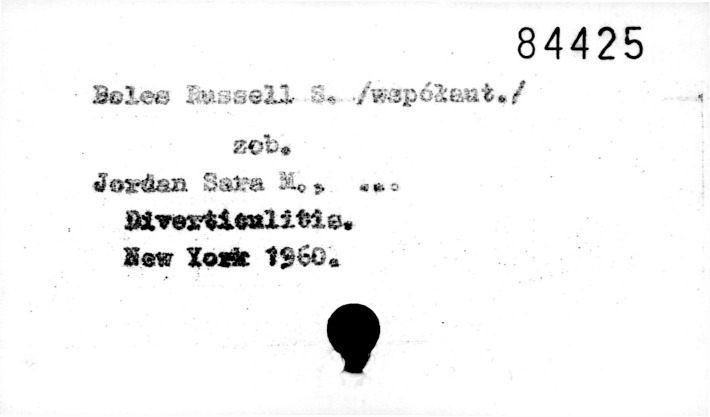 84425
Boles Russell S. /współaut./
zob.
Jordan Sara M., ...
Diverticulitis.
New York 1960.